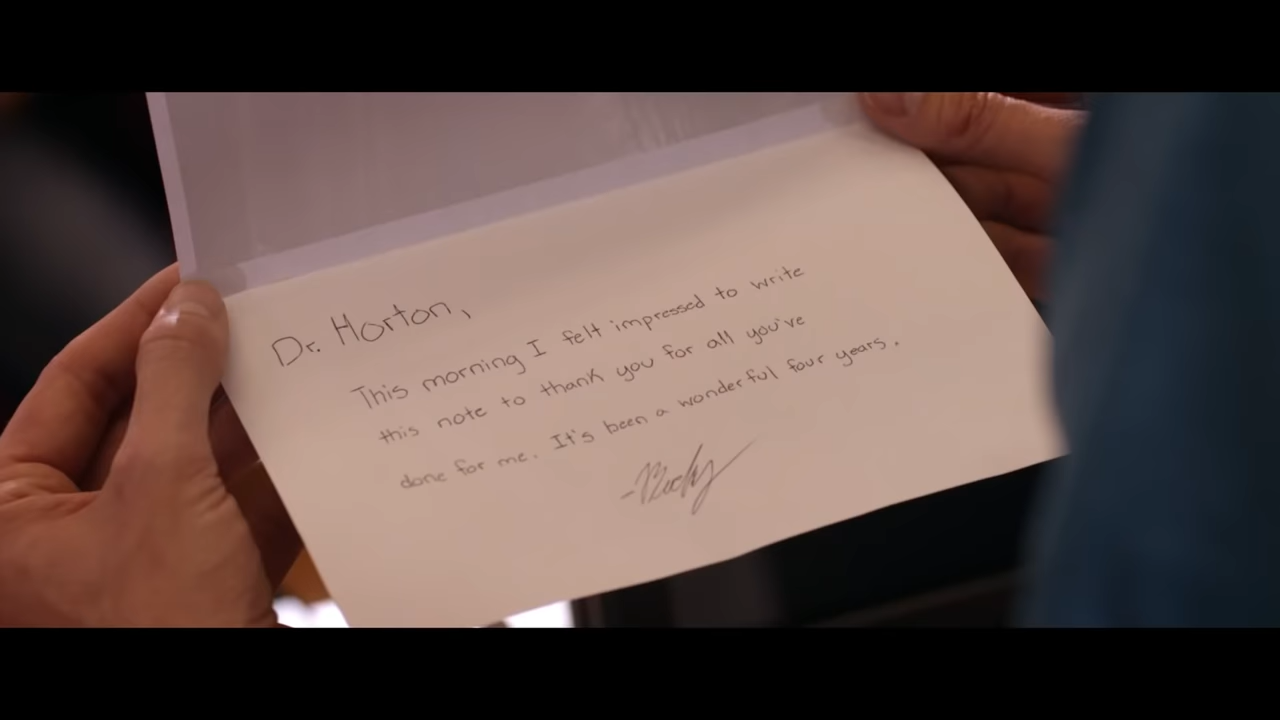 Dr. Horton,
This morning I felt impressed to write
this note to thank you for all you've
done for me. It's been a wonderful four years.